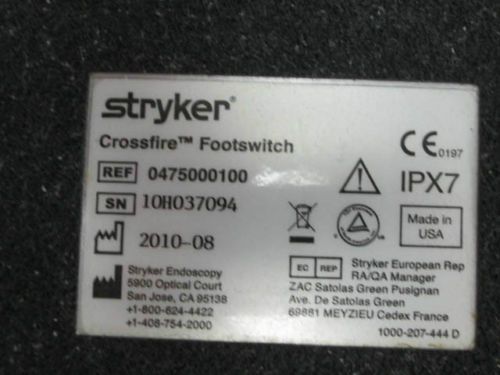 stryker®
Crossfire™ Footswitch
CE 0197
REF 0475000100
IPX7
SN 10H037094
Made in
USA
2010-08
Stryker Endoscopy
5900 Optical Court
San Jose, CA 95138
+1-800-624-4422
+1-408-754-2000
EC REP
Stryker European Rep
RA/QA Manager
ZAC Satolas Green Pusignan
Ave. De Satolas Green
69881 MEYZIEU Cedex France
1000-207-444 D